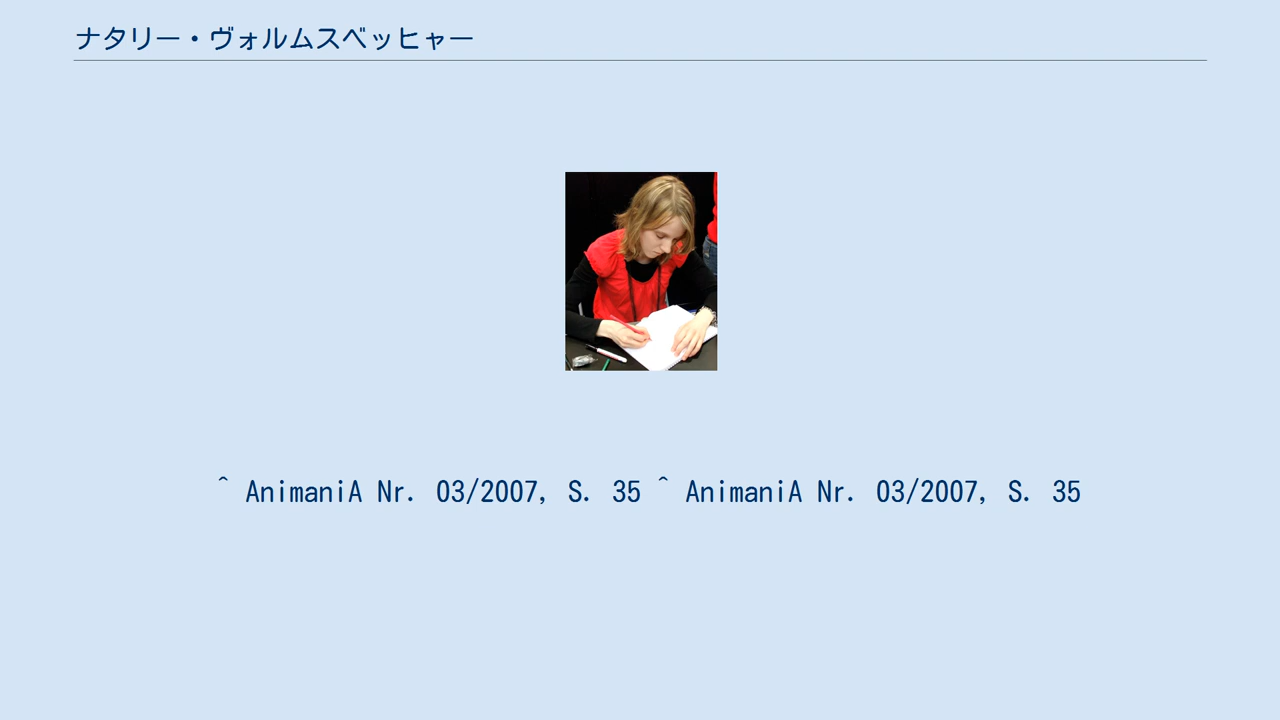 ナタリー・ヴォルムスベッヒャー
^ AnimaniA Nr. 03/2007, S. 35 ^ AnimaniA Nr. 03/2007, S. 35